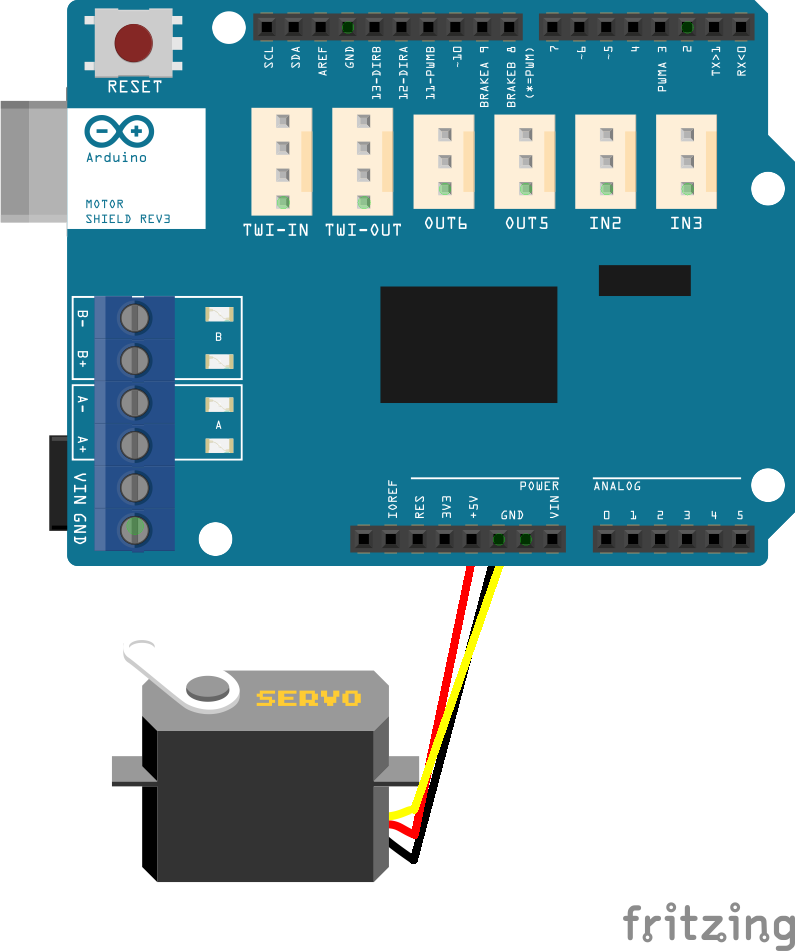 SCL
SDA
AREF
GND
13-DIRB
12-DIRA
11-PWMB
~10
BRAKEA 9
BRAKEB 8
(*=PWM)
7
~6
~5
4
PWMA 3
2
TX>1
RX<0
RESET
Arduino
MOTOR
SHIELD REV3
TWI-IN
TWI-OUT
OUT6
OUT5
IN2
IN3
B-
B+
B
A-
A+
A
VIN
GND
POWER
ANALOG
IOREF
RES
3V3
+5V
GND
VIN
0
1
2
3
4
5
SERVO
fritzing